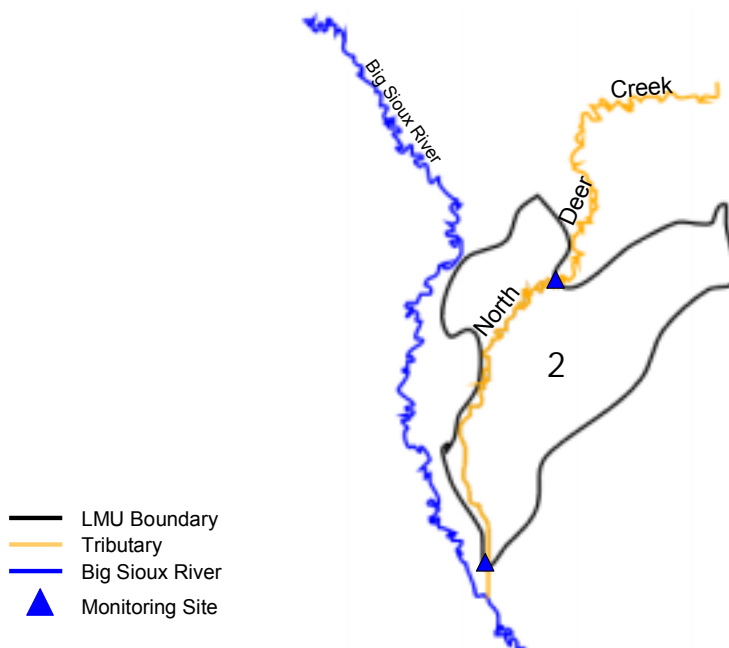 Big Sioux River
Creek
Deer
North
2
LMU Boundary
Tributary
Big Sioux River
Monitoring Site